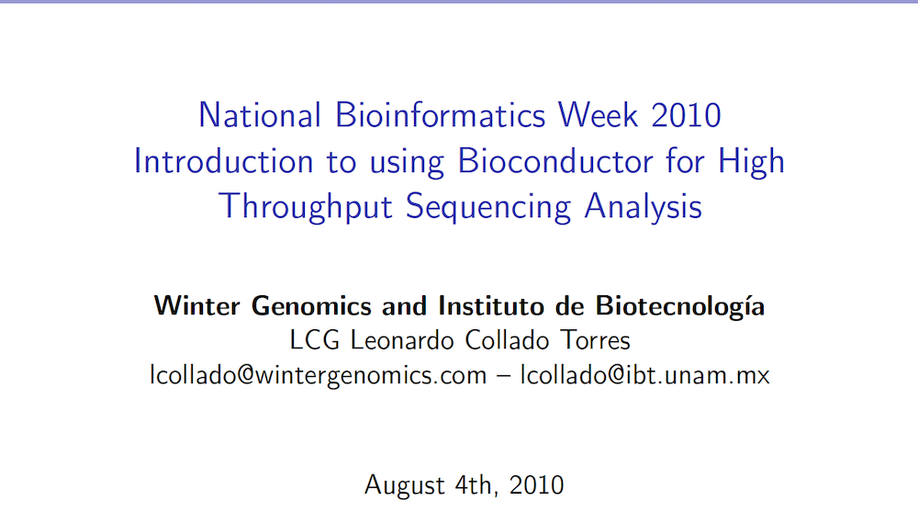 National Bioinformatics Week 2010
Introduction to using Bioconductor for High
Throughput Sequencing Analysis
Winter Genomics and Instituto de Biotecnología
LCG Leonardo Collado Torres
lcollado@wintergenomics.com – lcollado@ibt.unam.mx
August 4th, 2010